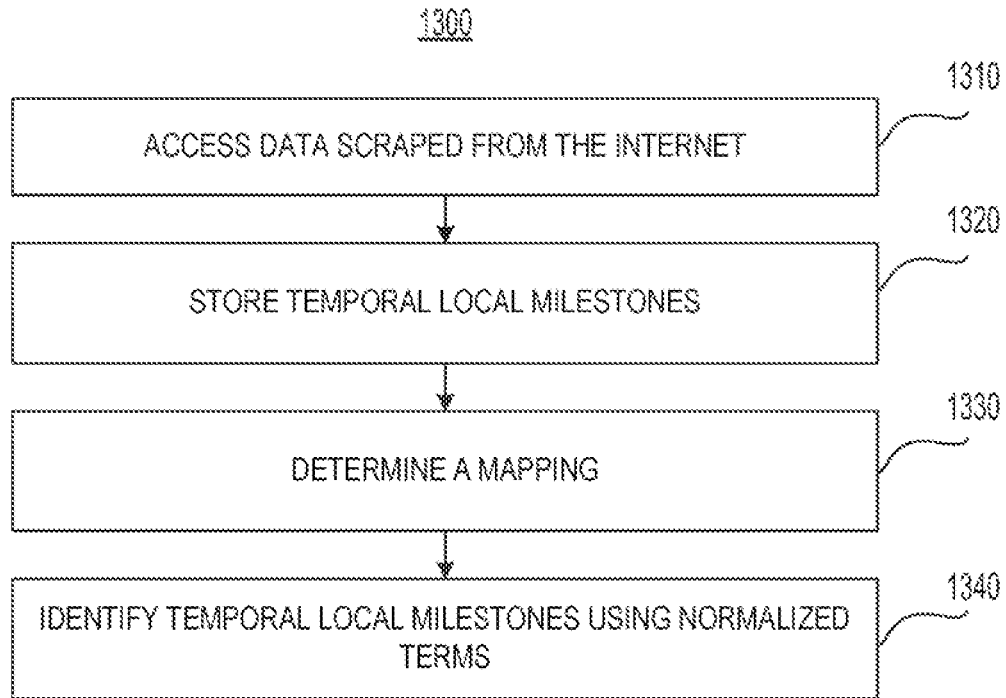 1300
1310
ACCESS DATA SCRAPED FROM THE INTERNET
1320
STORE TEMPORAL LOCAL MILESTONES
1330
DETERMINE A MAPPING
1340
IDENTIFY TEMPORAL LOCAL MILESTONES USING NORMALIZED
TERMS